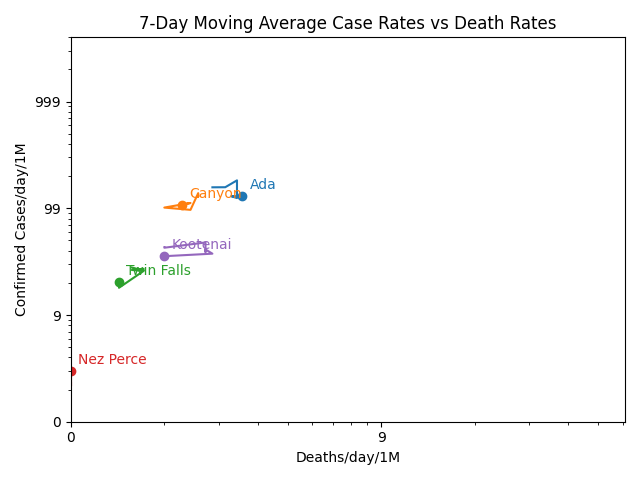 7-Day Moving Average Case Rates vs Death Rates
Confirmed Cases/day/1M
999
99
9
0
Ada
Canyon
Kootenai
Twin Falls
Nez Perce
0
9
Deaths/day/1M